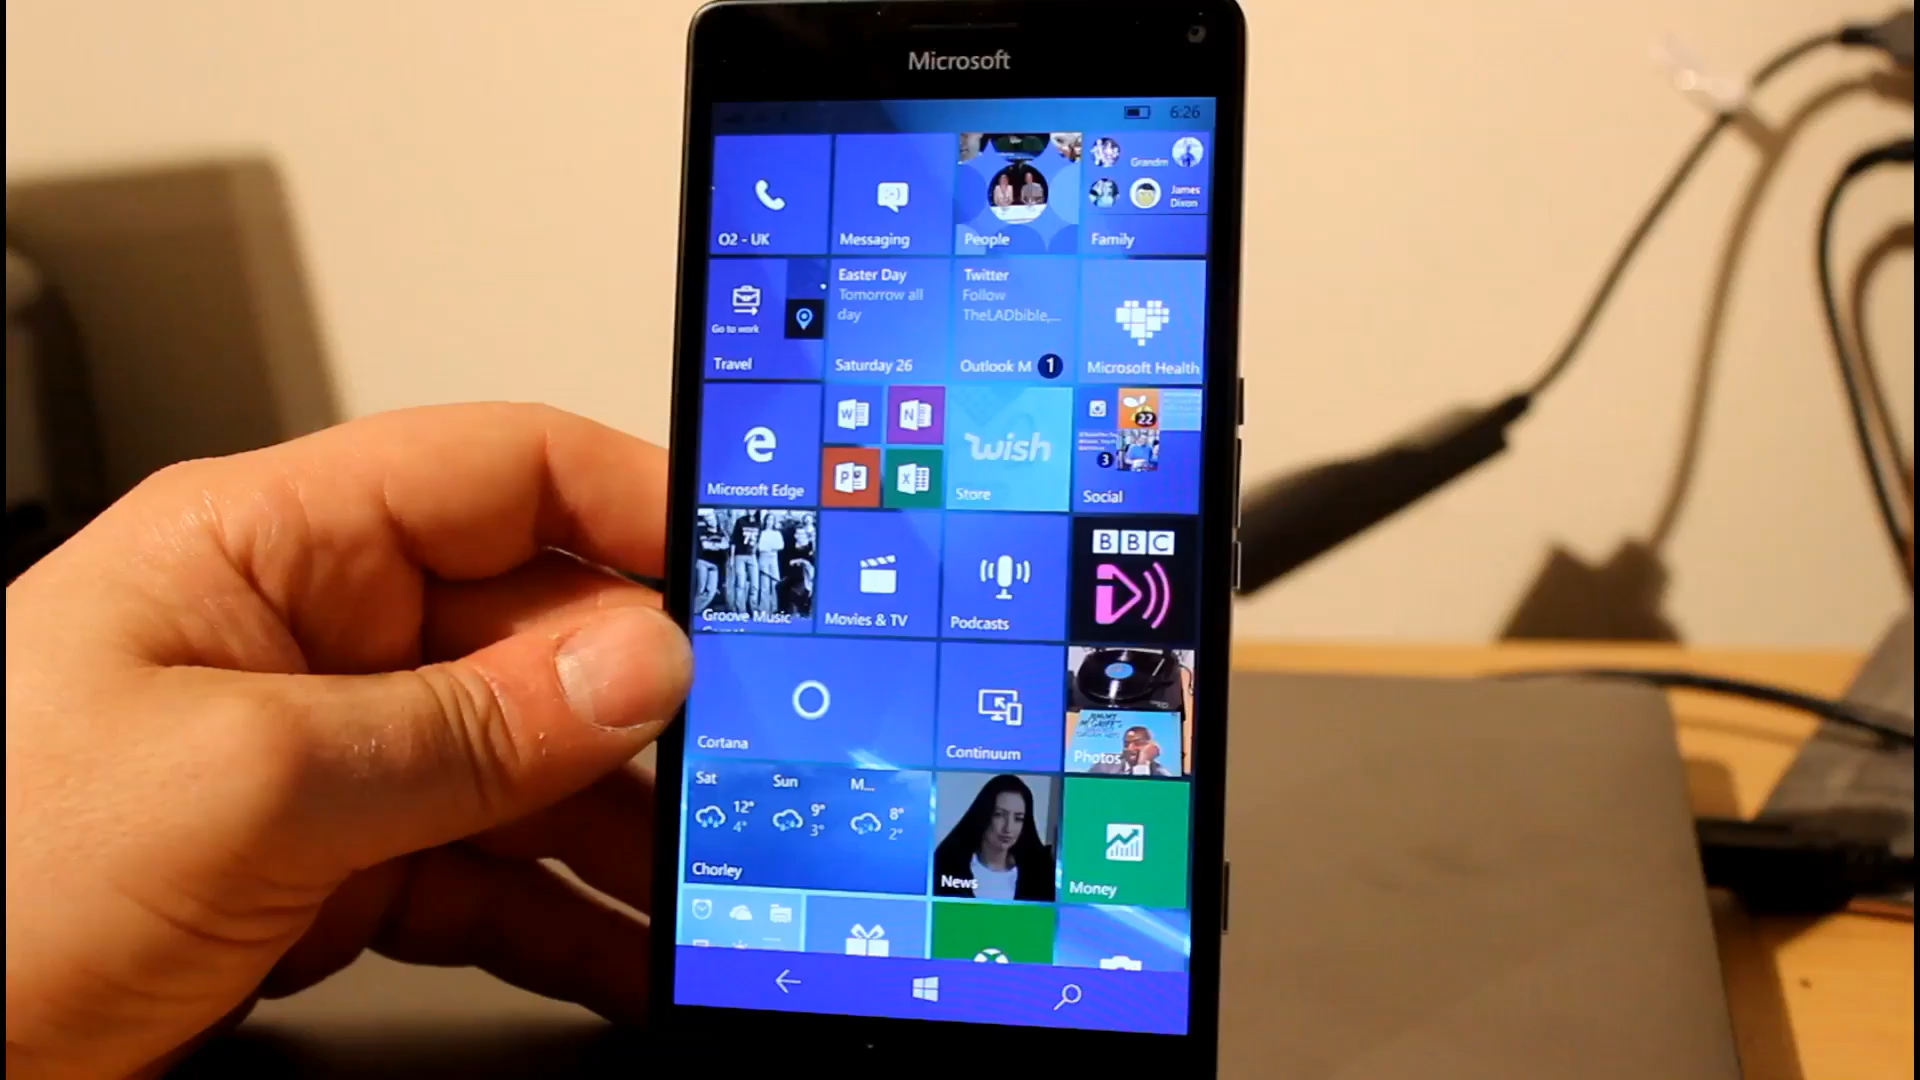 Microsoft
6:26
O2 - UK
Messaging
People
Grandm
James
Dixon
Family
Go to work
Travel
Easter Day
Tomorrow all
day
Saturday 26
Twitter
Follow
TheLADbible,...
Outlook M 1
Microsoft Health
Microsoft Edge
W
N
P
X
wish
Store
22
3
Social
75
Groove Music
Movies & TV
Podcasts
BBC
Cortana
Continuum
Photos
Sat
12°
4°
Sun
9°
3°
M...
8°
2°
Chorley
News
Money